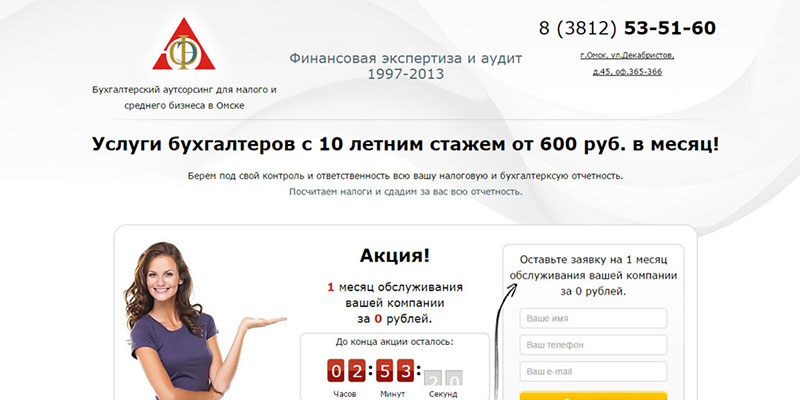 ФЭ
Бухгалтерский аутсорсинг для малого и
среднего бизнеса в Омске
Финансовая экспертиза и аудит
1997-2013
8 (3812) 53-51-60
г.Омск, ул.Декабристов,
д.45, оф.365-366
Услуги бухгалтеров с 10 летним стажем от 600 руб. в месяц!
Берем под свой контроль и ответственность всю вашу налоговую и бухгалтерксую отчетность.
Посчитаем налоги и сдадим за вас всю отчетность.
Акция!
1 месяц обслуживания
вашей компании
за 0 рублей.
До конца акции осталось:
02:53:20
Часов Минут Секунд
Оставьте заявку на 1 месяц
обслуживания вашей компании
за 0 рублей.
Ваше имя
Ваш телефон
Ваш e-mail